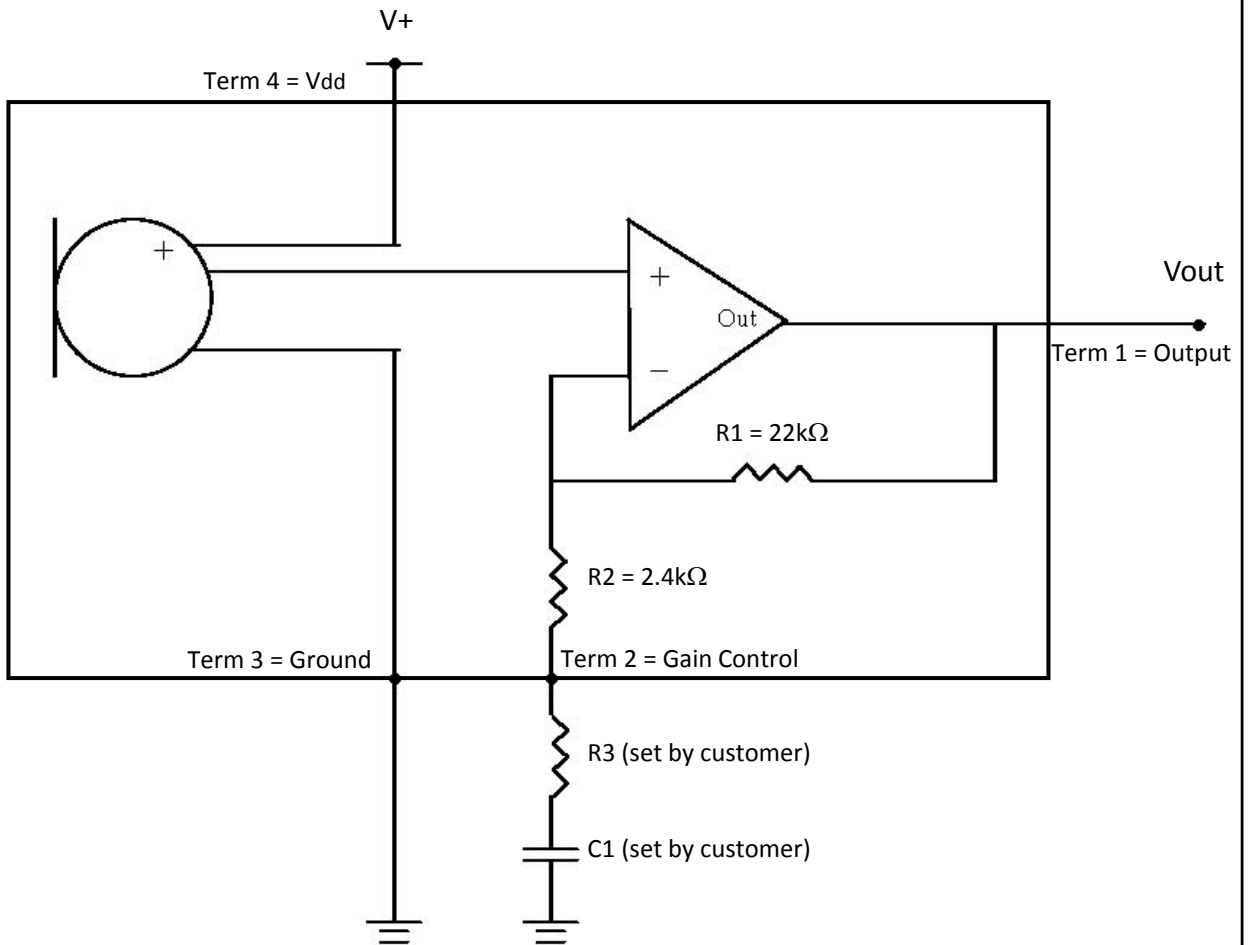 V+
Term 4 = Vdd
+
+
Out
−
Vout
Term 1 = Output
R1 = 22kΩ
R2 = 2.4kΩ
Term 3 = Ground
Term 2 = Gain Control
R3 (set by customer)
C1 (set by customer)